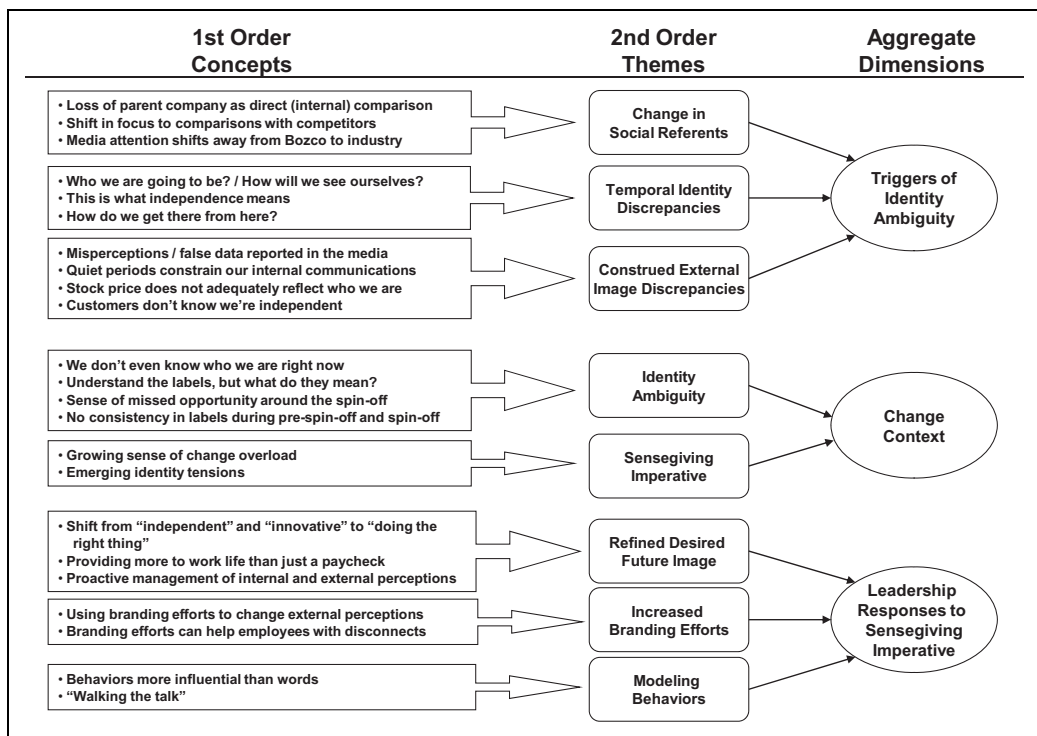 1st Order
Concepts
2nd Order
Themes
Aggregate
Dimensions
• Loss of parent company as direct (internal) comparison
• Shift in focus to comparisons with competitors
• Media attention shifts away from Bozco to industry
Change in
Social Referents
• Who we are going to be? / How will we see ourselves?
• This is what independence means
• How do we get there from here?
Temporal Identity
Discrepancies
Triggers of
Identity
Ambiguity
• Misperceptions / false data reported in the media
• Quiet periods constrain our internal communications
• Stock price does not adequately reflect who we are
• Customers don’t know we’re independent
Construed External
Image Discrepancies
• We don’t even know who we are right now
• Understand the labels, but what do they mean?
• Sense of missed opportunity around the spin-off
• No consistency in labels during pre-spin-off and spin-off
Identity
Ambiguity
Change
Context
• Growing sense of change overload
• Emerging identity tensions
Sensegiving
Imperative
• Shift from “independent” and “innovative” to “doing the
right thing”
• Providing more to work life than just a paycheck
• Proactive management of internal and external perceptions
Refined Desired
Future Image
• Using branding efforts to change external perceptions
• Branding efforts can help employees with disconnects
Increased
Branding Efforts
Leadership
Responses to
Sensegiving
Imperative
• Behaviors more influential than words
• “Walking the talk”
Modeling
Behaviors